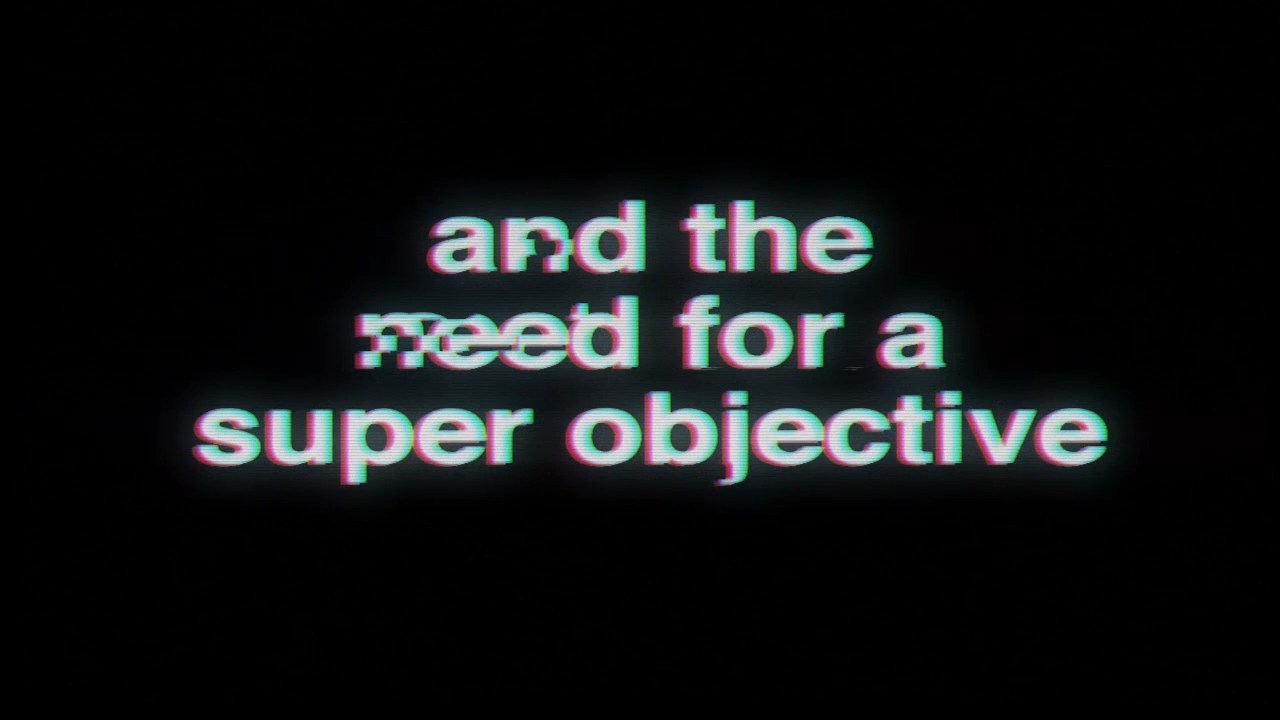 and the
need for a
super objective